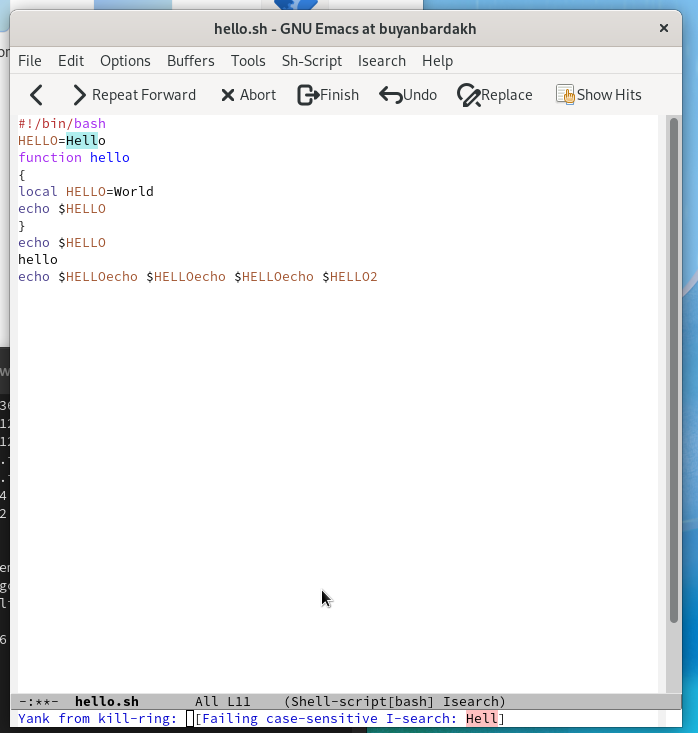 hello.sh - GNU Emacs at buyanbardakh
File Edit Options Buffers Tools Sh-Script Isearch Help
Repeat Forward Abort Finish Undo Replace Show Hits
#!/bin/bash
HELLO=Hello
function hello
{
local HELLO=World
echo $HELLO
}
echo $HELLO
hello
echo $HELLOecho $HELLOecho $HELLOecho $HELLO2
-:**- hello.sh All L11 (Shell-script[bash] Isearch)
Yank from kill-ring: [Failing case-sensitive I-search: Hell]